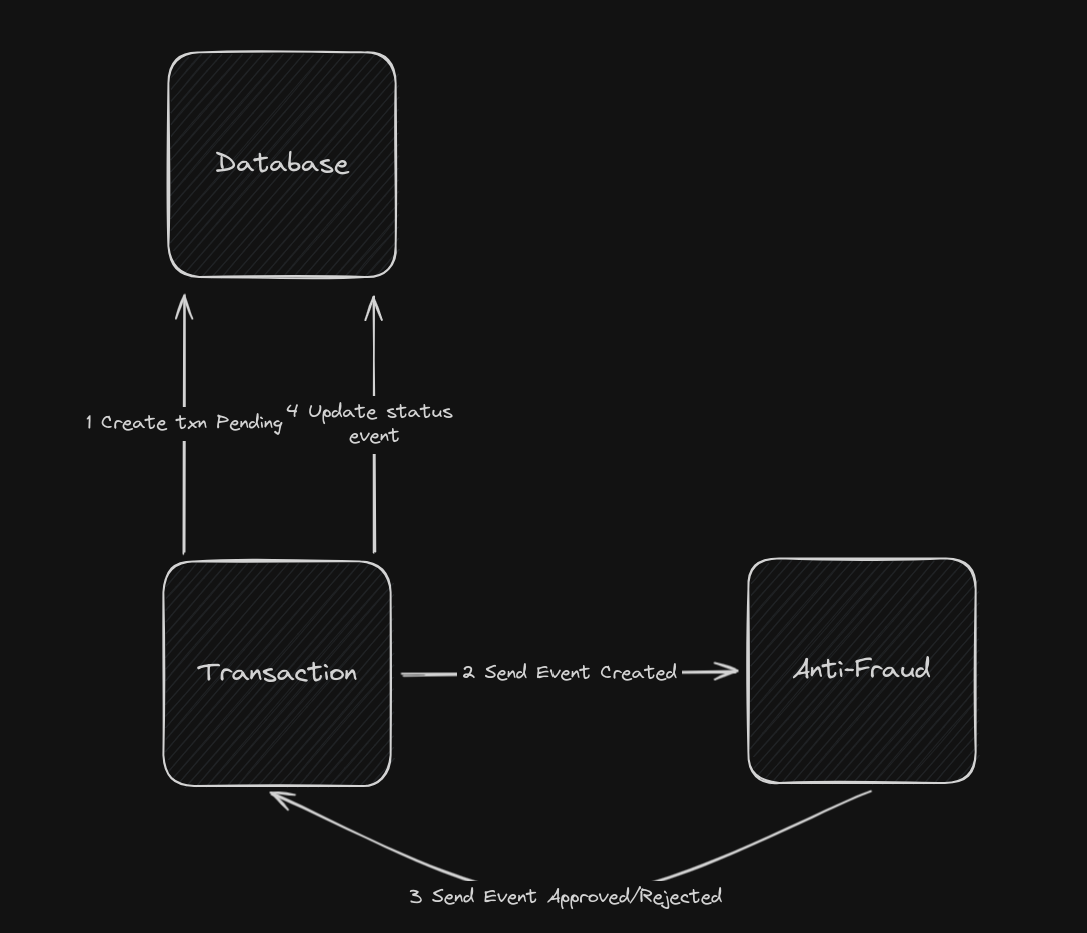 Database
1 Create txn Pending
4 Update status
event
Transaction
2 Send Event Created
Anti-Fraud
3 Send Event Approved/Rejected